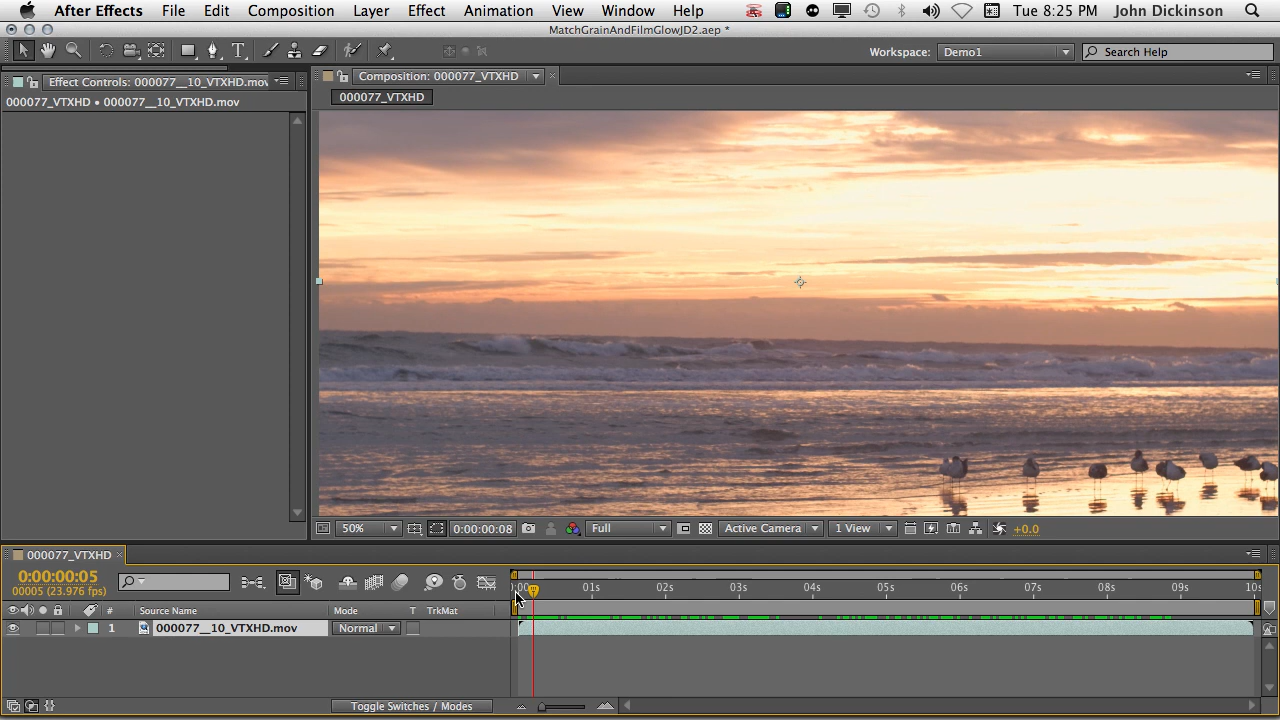 After Effects File Edit Composition Layer Effect Animation View Window Help Tue 8:25 PM John Dickinson
MatchGrainAndFilmGlowJD2.aep *
Workspace: Demo1 Search Help
Effect Controls: 000077__10_VTXHD.mov
Composition: 000077_VTXHD
000077_VTXHD • 000077__10_VTXHD.mov
000077_VTXHD
50% 0:00:00:08 Full Active Camera 1 View +0.0
000077_VTXHD
0:00:00:05
00005 (23.976 fps)
01s 02s 03s 04s 05s 06s 07s 08s 09s 10s
# Source Name Mode T TrkMat
1 000077__10_VTXHD.mov Normal
Toggle Switches / Modes